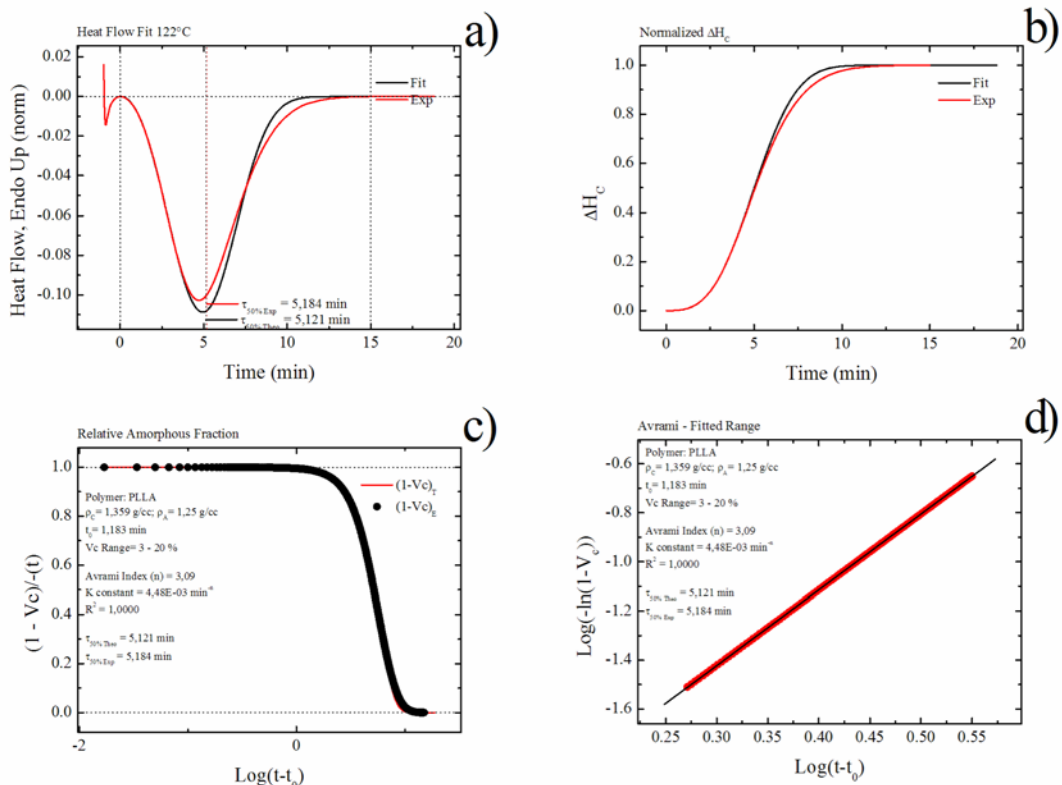 a)
Heat Flow Fit 122°C
0.02
0.00
-0.02
-0.04
-0.06
-0.08
-0.10
Heat Flow, Endo Up (norm)
Fit
Exp
τ50% Exp = 5,184 min
τ50% Theo = 5,121 min
0 5 10 15 20
Time (min)
b)
Normalized ΔHC
1.0
0.8
0.6
0.4
0.2
0.0
ΔHC
Fit
Exp
0 5 10 15 20
Time (min)
c)
Relative Amorphous Fraction
1.0
0.8
0.6
0.4
0.2
0.0
(1 - Vc)/-(t)
(1-Vc)T
(1-Vc)E
Polymer: PLLA
ρC= 1,359 g/cc; ρA= 1,25 g/cc
t0= 1,183 min
Vc Range= 3 - 20 %
Avrami Index (n) = 3,09
K constant = 4,48E-03 min⁻ⁿ
R² = 1,0000
τ50% Theo = 5,121 min
τ50% Exp = 5,184 min
-2 0
Log(t-t0)
d)
Avrami - Fitted Range
-0.6
-0.8
-1.0
-1.2
-1.4
-1.6
Log(-ln(1-Vc))
Polymer: PLLA
ρC= 1,359 g/cc; ρA= 1,25 g/cc
t0= 1,183 min
Vc Range= 3 - 20 %
Avrami Index (n) = 3,09
K constant = 4,48E-03 min⁻ⁿ
R² = 1,0000
τ50% Theo = 5,121 min
τ50% Exp = 5,184 min
0.25 0.30 0.35 0.40 0.45 0.50 0.55
Log(t-t0)